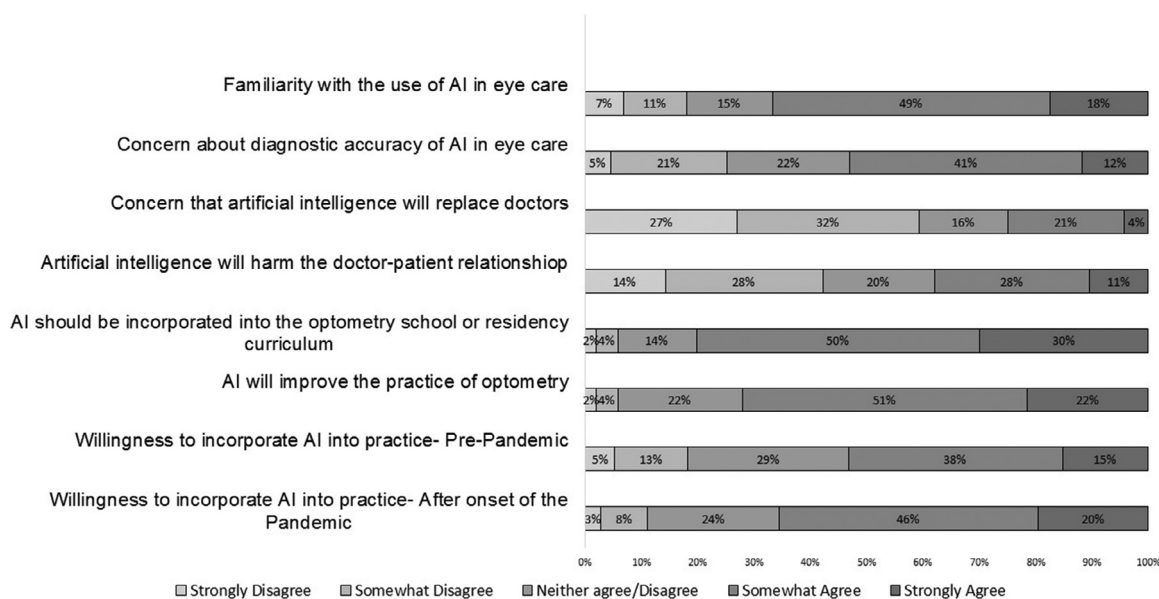 Familiarity with the use of AI in eye care
7% 11% 15% 49% 18%
Concern about diagnostic accuracy of AI in eye care
5% 21% 22% 41% 12%
Concern that artificial intelligence will replace doctors
27% 32% 16% 21% 4%
Artificial intelligence will harm the doctor-patient relationshiop
14% 28% 20% 28% 11%
AI should be incorporated into the optometry school or residency
curriculum
2% 4% 14% 50% 30%
AI will improve the practice of optometry
2% 4% 22% 51% 22%
Willingness to incorporate AI into practice- Pre-Pandemic
5% 13% 29% 38% 15%
Willingness to incorporate AI into practice- After onset of the
Pandemic
3% 8% 24% 46% 20%
0% 10% 20% 30% 40% 50% 60% 70% 80% 90% 100%
Strongly Disagree Somewhat Disagree Neither agree/Disagree Somewhat Agree Strongly Agree